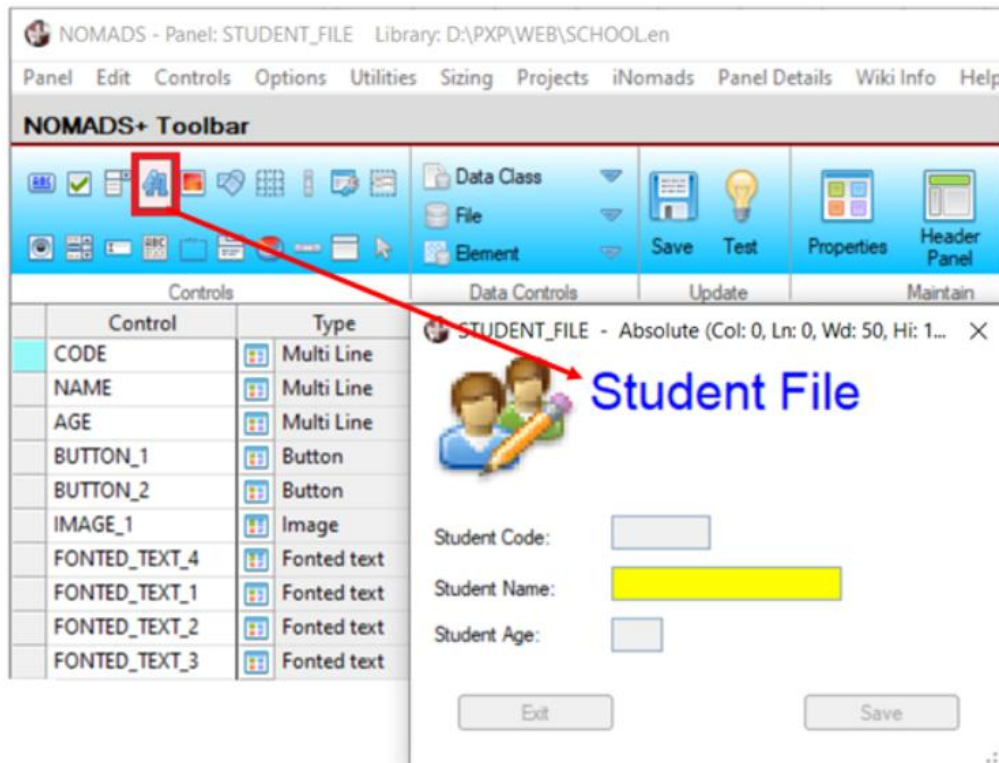 NOMADS - Panel: STUDENT_FILE Library: D:\PXP\WEB\SCHOOL.en
Panel Edit Controls Options Utilities Sizing Projects iNomads Panel Details Wiki Info Help
NOMADS+ Toolbar
Data Class
File
Element
Save Test Properties Header Panel
Controls Data Controls Update Maintain
Control Type
CODE Multi Line
NAME Multi Line
AGE Multi Line
BUTTON_1 Button
BUTTON_2 Button
IMAGE_1 Image
FONTED_TEXT_4 Fonted text
FONTED_TEXT_1 Fonted text
FONTED_TEXT_2 Fonted text
FONTED_TEXT_3 Fonted text
STUDENT_FILE - Absolute (Col: 0, Ln: 0, Wd: 50, Hi: 1...
Student File
Student Code:
Student Name:
Student Age:
Exit Save